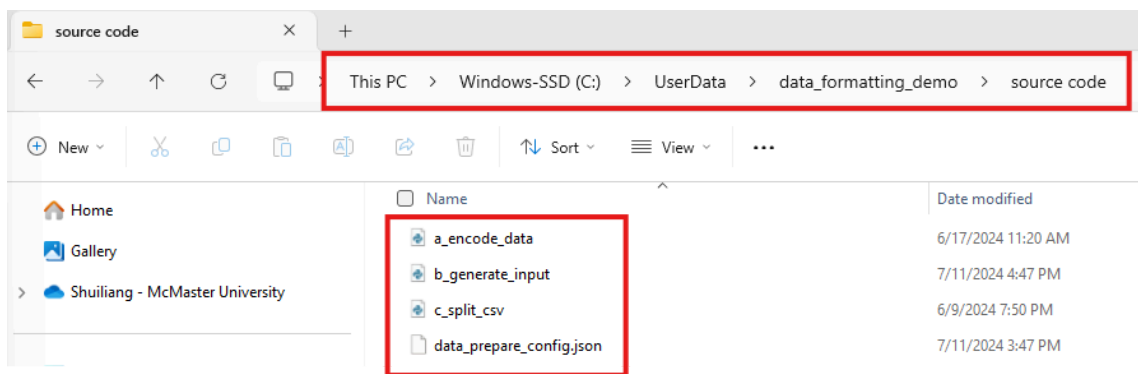 source code
This PC > Windows-SSD (C:) > UserData > data_formatting_demo > source code
New Sort View
Home
Gallery
Shuiliang - McMaster University
Name Date modified
a_encode_data 6/17/2024 11:20 AM
b_generate_input 7/11/2024 4:47 PM
c_split_csv 6/9/2024 7:50 PM
data_prepare_config.json 7/11/2024 3:47 PM